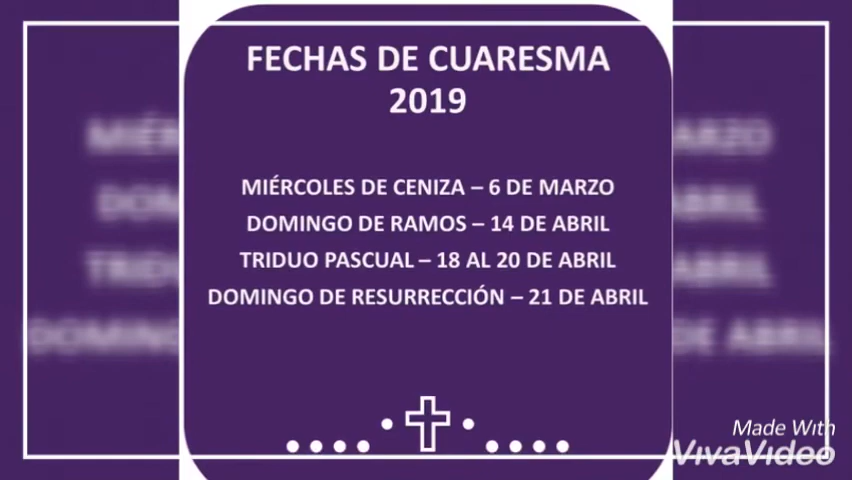 FECHAS DE CUARESMA
2019
MIÉRCOLES DE CENIZA – 6 DE MARZO
DOMINGO DE RAMOS – 14 DE ABRIL
TRIDUO PASCUAL – 18 AL 20 DE ABRIL
DOMINGO DE RESURRECCIÓN – 21 DE ABRIL
Made With
VivaVideo